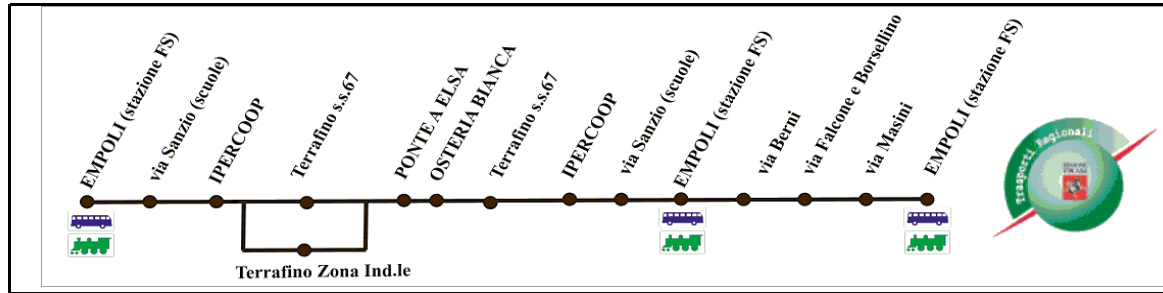 EMPOLI (stazione FS)
via Sanzio (scuole)
IPERCOOP
Terrafino s.s.67
PONTE A ELSA
OSTERIA BIANCA
Terrafino s.s.67
IPERCOOP
via Sanzio (scuole)
EMPOLI (stazione FS)
via Berni
via Falcone e Borsellino
via Masini
EMPOLI (stazione FS)
Terrafino Zona Ind.le
Trasporti Regionali
REGIONE
TOSCANA